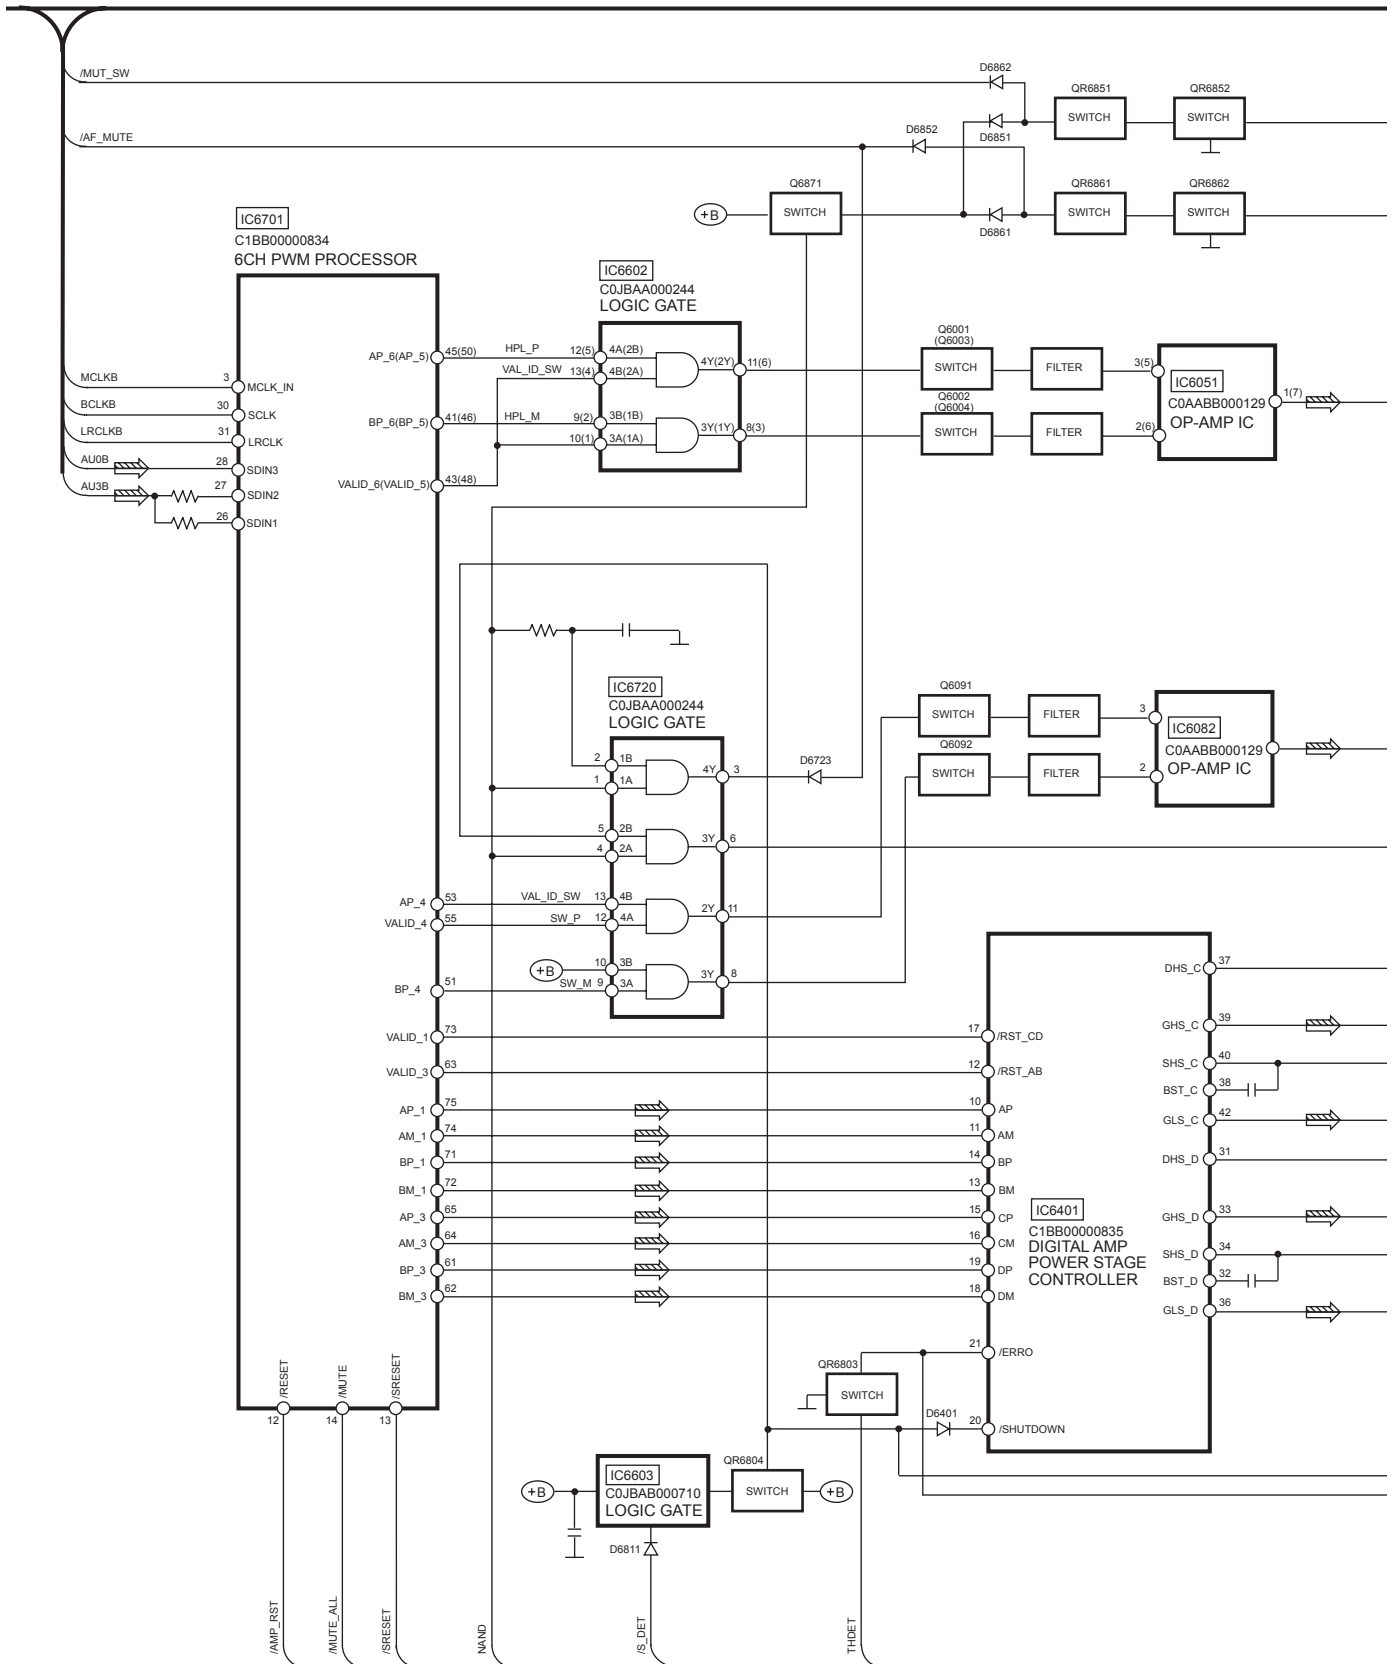 /MUT_SW
D6862
QR6851
SWITCH
QR6852
SWITCH
D6851
/AF_MUTE
D6852
Q6871
SWITCH
+B
D6861
QR6861
SWITCH
QR6862
SWITCH
IC6701
C1BB00000834
6CH PWM PROCESSOR
IC6602
C0JBAA000244
LOGIC GATE
AP_6(AP_5)
45(50)
HPL_P
12(5)
4A(2B)
VAL_ID_SW
13(4)
4B(2A)
4Y(2Y)
11(6)
BP_6(BP_5)
41(46)
HPL_M
9(2)
3B(1B)
10(1)
3A(1A)
3Y(1Y)
8(3)
VALID_6(VALID_5)
43(48)
Q6001
(Q6003)
SWITCH
FILTER
3(5)
Q6002
(Q6004)
SWITCH
FILTER
2(6)
IC6051
C0AABB000129
OP-AMP IC
1(7)
MCLKB
3
MCLK_IN
BCLKB
30
SCLK
LRCLKB
31
LRCLK
AU0B
28
SDIN3
AU3B
27
SDIN2
26
SDIN1
IC6720
C0JBAA000244
LOGIC GATE
2
1B
1
1A
4Y
3
D6723
5
2B
4
2A
3Y
6
Q6091
SWITCH
FILTER
3
Q6092
SWITCH
FILTER
2
IC6082
C0AABB000129
OP-AMP IC
AP_4
53
VAL_ID_SW
13
4B
VALID_4
55
SW_P
12
4A
2Y
11
+B
10
3B
BP_4
51
SW_M
9
3A
3Y
8
VALID_1
73
17
/RST_CD
VALID_3
63
12
/RST_AB
AP_1
75
10
AP
AM_1
74
11
AM
BP_1
71
14
BP
BM_1
72
13
BM
AP_3
65
15
CP
AM_3
64
16
CM
BP_3
61
19
DP
BM_3
62
18
DM
IC6401
C1BB00000835
DIGITAL AMP
POWER STAGE
CONTROLLER
DHS_C
37
GHS_C
39
SHS_C
40
BST_C
38
GLS_C
42
DHS_D
31
GHS_D
33
SHS_D
34
BST_D
32
GLS_D
36
21
/ERRO
QR6803
SWITCH
D6401
20
/SHUTDOWN
/RESET
12
/MUTE
14
/SRESET
13
+B
IC6603
C0JBAB000710
LOGIC GATE
QR6804
SWITCH
+B
D6811
/AMP_RST
/MUTE_ALL
/SRESET
NAND
/S_DET
THDET